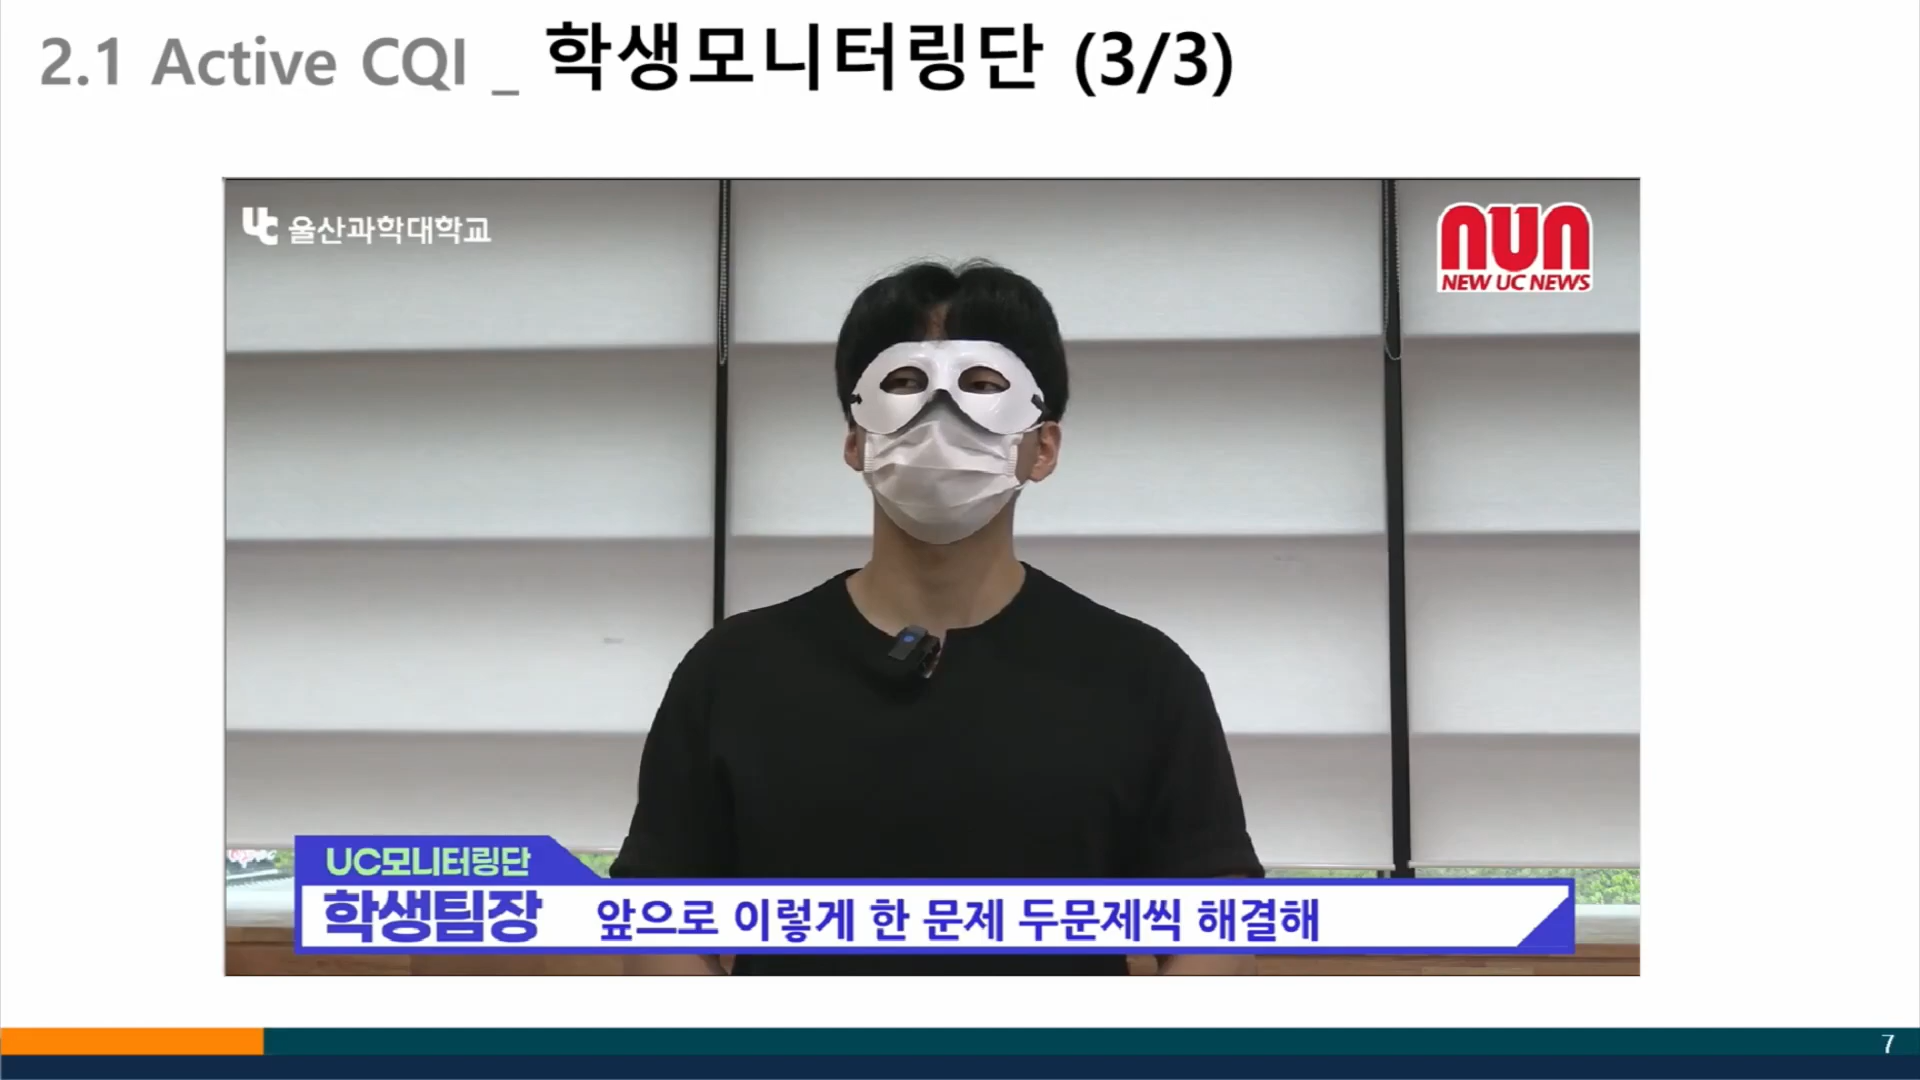 2.1 Active CQI _ 학생모니터링단 (3/3)
UC 울산과학대학교
nun
NEW UC NEWS
UC모니터링단
학생팀장
앞으로 이렇게 한 문제 두문제씩 해결해
7